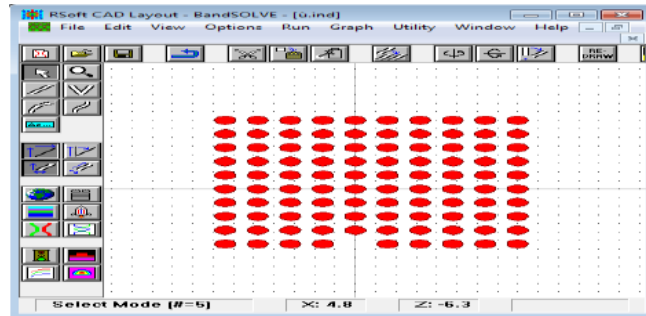 RSoft CAD Layout - BandSOLVE - [ü.ind]
File Edit View Options Run Graph Utility Window Help
RE-DRAW
Select Mode [#=5] X: 4.8 Z: -6.3